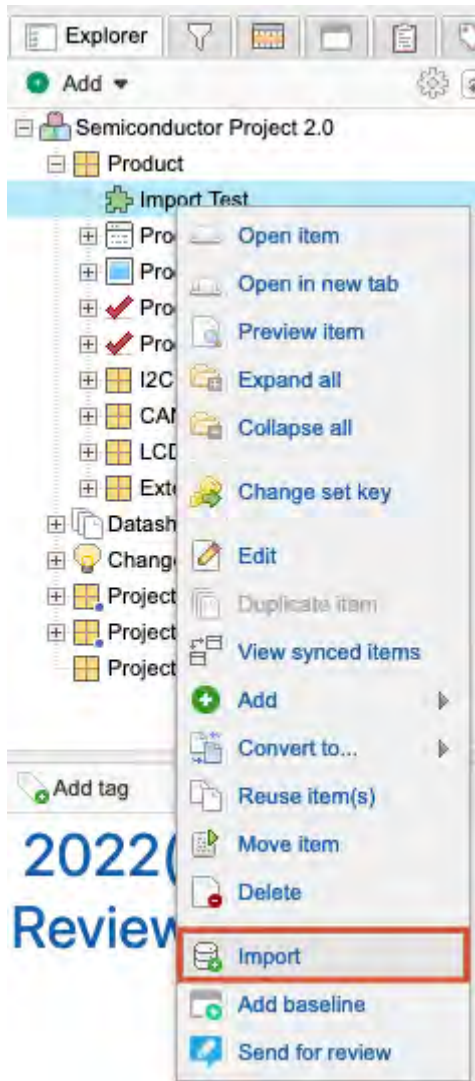 Explorer
Add
Semiconductor Project 2.0
Product
Import Test
Pro
Open item
Pro
Open in new tab
Pro
Preview item
Pro
I2C
Expand all
CAN
Collapse all
LCD
Exte
Change set key
Datash
Chang
Edit
Project
Duplicate item
Project
View synced items
Project
Add
Convert to...
Add tag
Reuse item(s)
2022(
Move item
Delete
Review
Import
Add baseline
Send for review